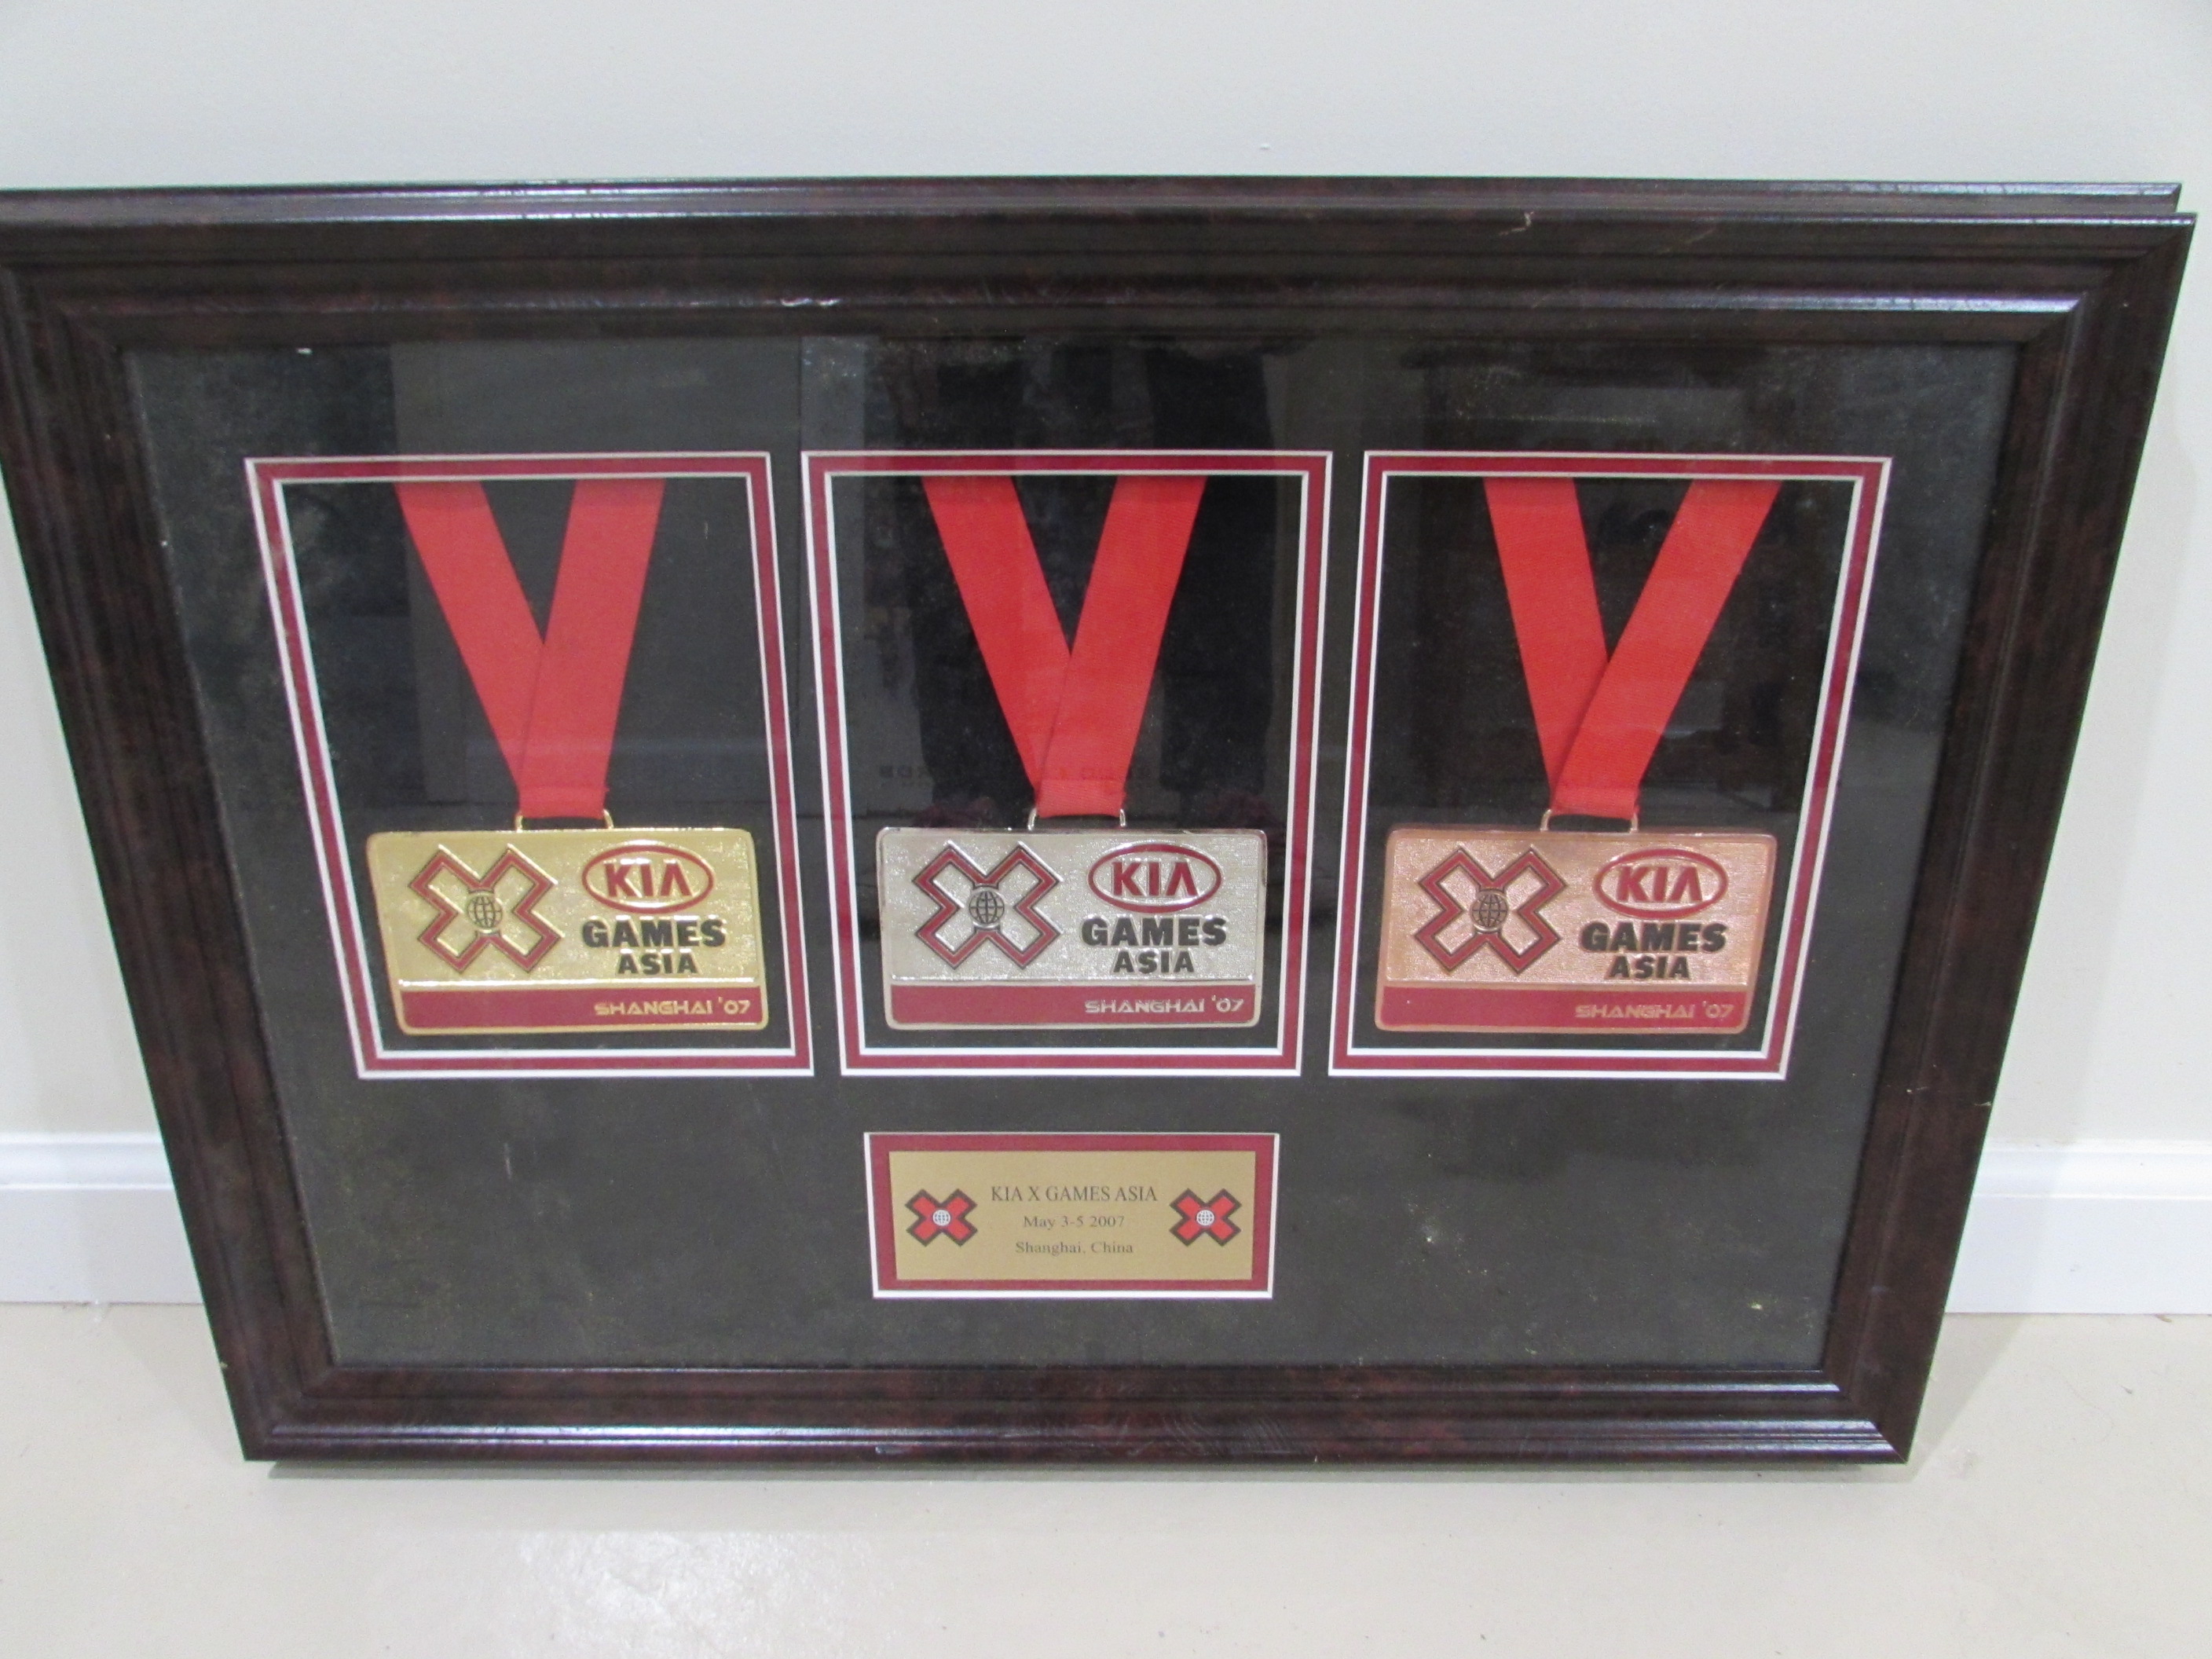 KIA
GAMES
ASIA
SHANGHAI '07
KIA
GAMES
ASIA
SHANGHAI '07
KIA
GAMES
ASIA
SHANGHAI '07
KIA X GAMES ASIA
May 3-5 2007
Shanghai, China